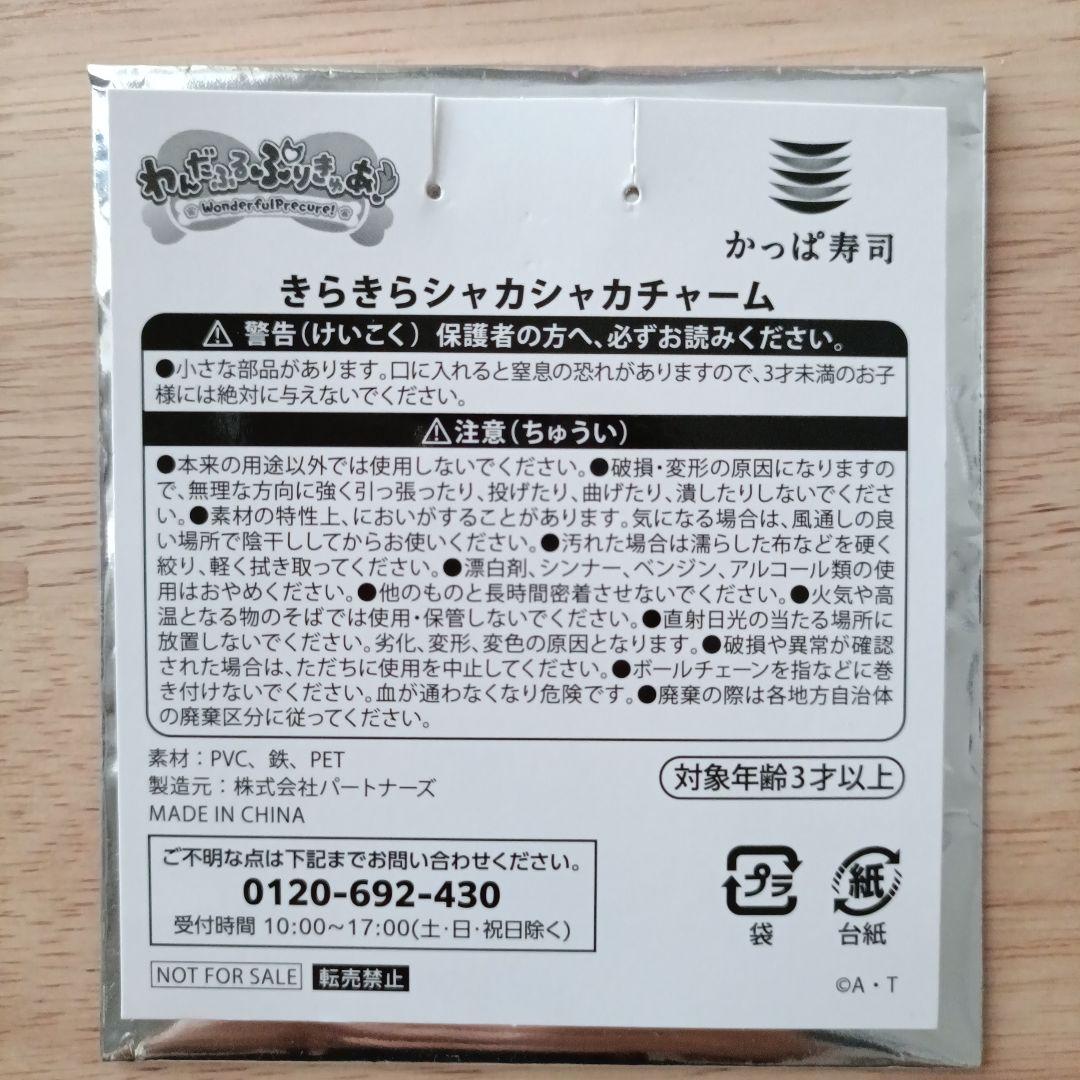 わんだふるぷりきゅあ!
WonderfulPrecure!
かっぱ寿司
きらきらシャカシャカチャーム
⚠ 警告(けいこく) 保護者の方へ、必ずお読みください。
●小さな部品があります。口に入れると窒息の恐れがありますので、3才未満のお子
様には絶対に与えないでください。
⚠注意(ちゅうい)
●本来の用途以外では使用しないでください。●破損・変形の原因になりますの
で、無理な方向に強く引っ張ったり、投げたり、曲げたり、潰したりしないでくださ
い。●素材の特性上、においがすることがあります。気になる場合は、風通しの良
い場所で陰干ししてからお使いください。●汚れた場合は濡らした布などを硬く
絞り、軽く拭き取ってください。●漂白剤、シンナー、ベンジン、アルコール類の使
用はおやめください。●他のものと長時間密着させないでください。●火気や高
温となる物のそばでは使用・保管しないでください。●直射日光の当たる場所に
放置しないでください。劣化、変形、変色の原因となります。●破損や異常が確認
された場合は、ただちに使用を中止してください。●ボールチェーンを指などに巻
き付けないでください。血が通わなくなり危険です。●廃棄の際は各地方自治体
の廃棄区分に従ってください。
素材:PVC、鉄、PET
製造元:株式会社パートナーズ
MADE IN CHINA
対象年齢3才以上
ご不明な点は下記までお問い合わせください。
0120-692-430
受付時間 10:00~17:00(土・日・祝日除く)
プラ
袋
紙
台紙
NOT FOR SALE 転売禁止
©A・T